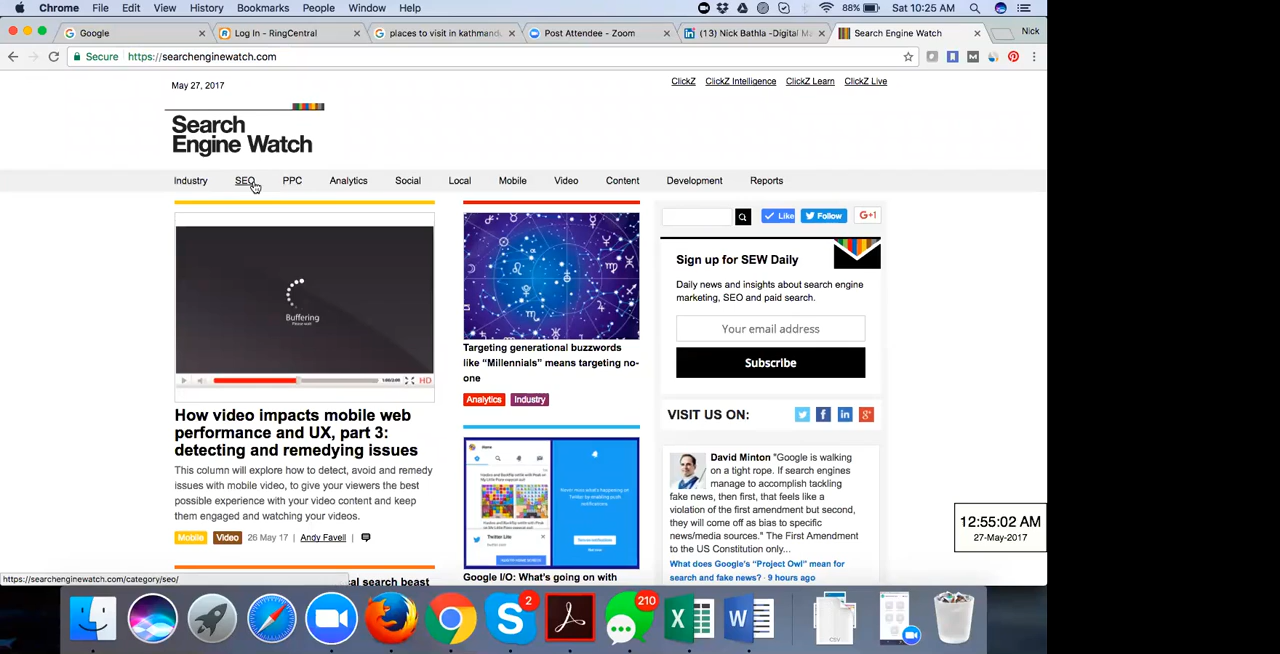 Chrome File Edit View History Bookmarks People Window Help
88% Sat 10:25 AM
Google
Log In - RingCentral
places to visit in kathmandu
Post Attendee - Zoom
(13) Nick Bathla -Digital Ma
Search Engine Watch
Nick
Secure https://searchenginewatch.com
May 27, 2017
ClickZ ClickZ Intelligence ClickZ Learn ClickZ Live
Search
Engine Watch
Industry SEO PPC Analytics Social Local Mobile Video Content Development Reports
Like
Follow
G+1
Buffering
Please wait
HD
How video impacts mobile web
performance and UX, part 3:
detecting and remedying issues
This column will explore how to detect, avoid and remedy
issues with mobile video, to give your viewers the best
possible experience with your video content and keep
them engaged and watching your videos.
Mobile Video 26 May 17 | Andy Favell |
cal search beast
Targeting generational buzzwords
like “Millennials” means targeting no-
one
Analytics Industry
Home
Twitter Lite
Google I/O: What’s going on with
Sign up for SEW Daily
Daily news and insights about search engine
marketing, SEO and paid search.
Your email address
Subscribe
VISIT US ON:
David Minton "Google is walking
on a tight rope. If search engines
manage to accomplish tackling
fake news, then first, that feels like a
violation of the first amendment but second,
they will come off as bias to specific
news/media sources." The First Amendment
to the US Constitution only...
What does Google's “Project Owl” mean for
search and fake news? · 9 hours ago
12:55:02 AM
27-May-2017
https://searchenginewatch.com/category/seo/
2
210
CSV